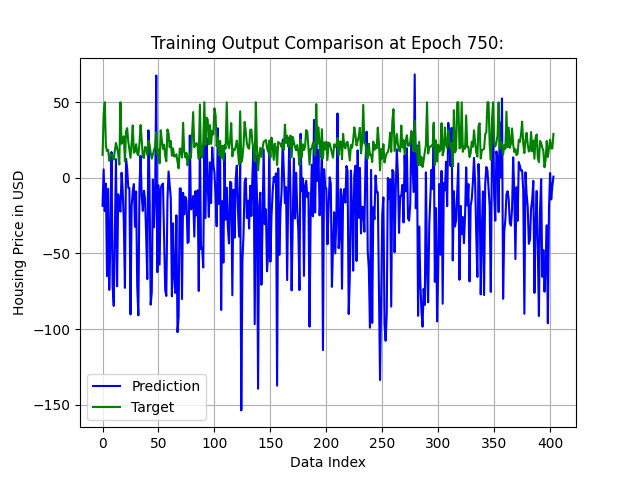 Training Output Comparison at Epoch 750:
Housing Price in USD
50
0
−50
−100
−150
Prediction
Target
0
50
100
150
200
250
300
350
400
Data Index